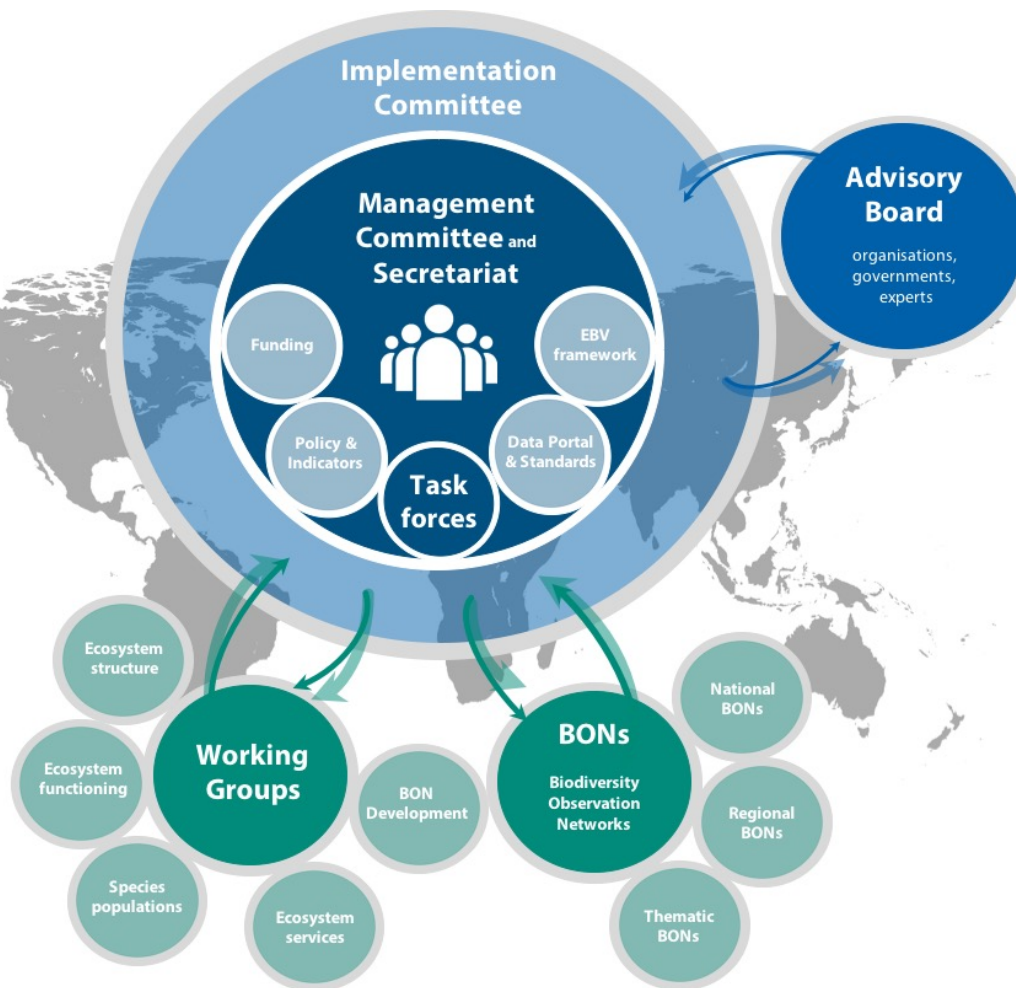 Implementation
Committee
Management
Committee and
Secretariat
Funding
EBV
framework
Policy &
Indicators
Data Portal
& Standards
Task
forces
Advisory
Board
organisations,
governments,
experts
Ecosystem
structure
Ecosystem
functioning
Species
populations
Ecosystem
services
Working
Groups
BON
Development
BONs
Biodiversity
Observation
Networks
National
BONs
Regional
BONs
Thematic
BONs